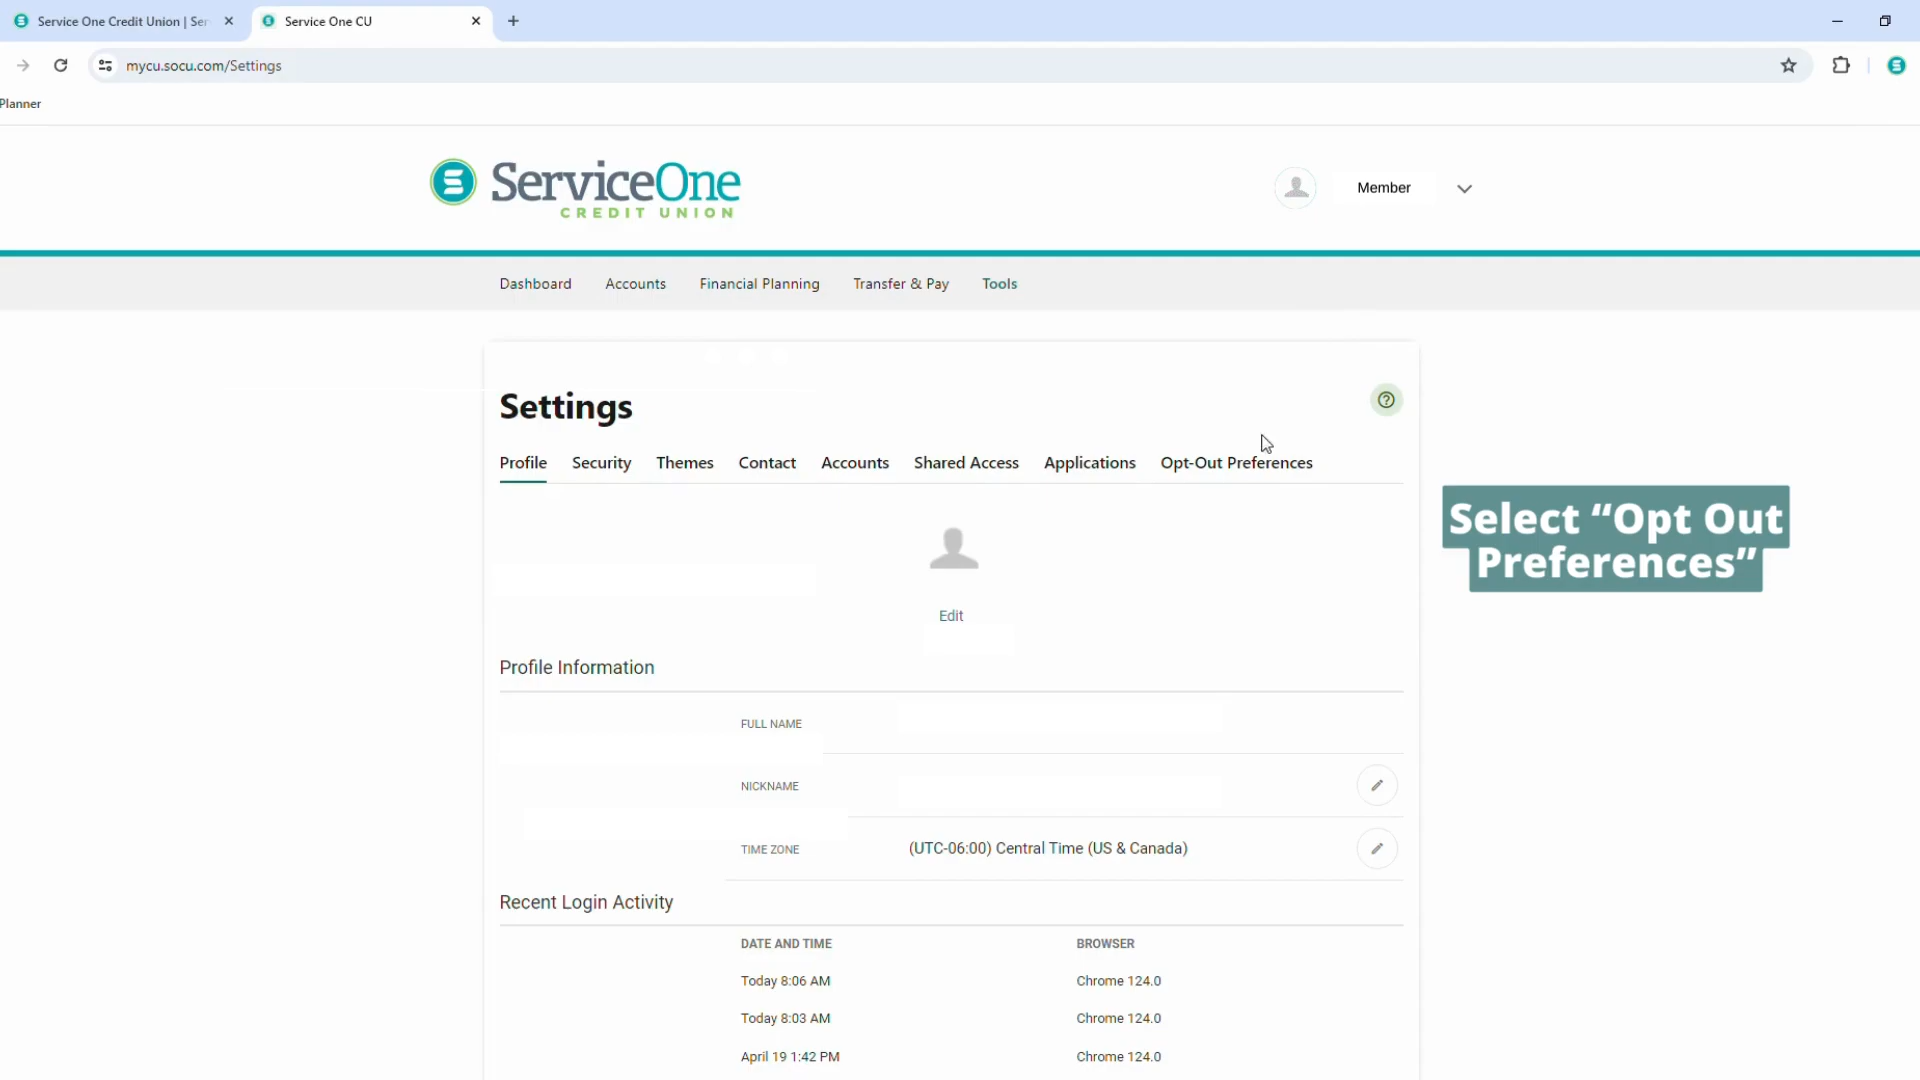 Service One Credit Union | Ser
Service One CU
mycu.socu.com/Settings
Planner
ServiceOne
CREDIT UNION
Member
Dashboard
Accounts
Financial Planning
Transfer & Pay
Tools
Settings
Profile
Security
Themes
Contact
Accounts
Shared Access
Applications
Opt-Out Preferences
Select “Opt Out
Preferences”
Edit
Profile Information
FULL NAME
NICKNAME
TIME ZONE
(UTC-06:00) Central Time (US & Canada)
Recent Login Activity
DATE AND TIME
BROWSER
Today 8:06 AM
Chrome 124.0
Today 8:03 AM
Chrome 124.0
April 19 1:42 PM
Chrome 124.0